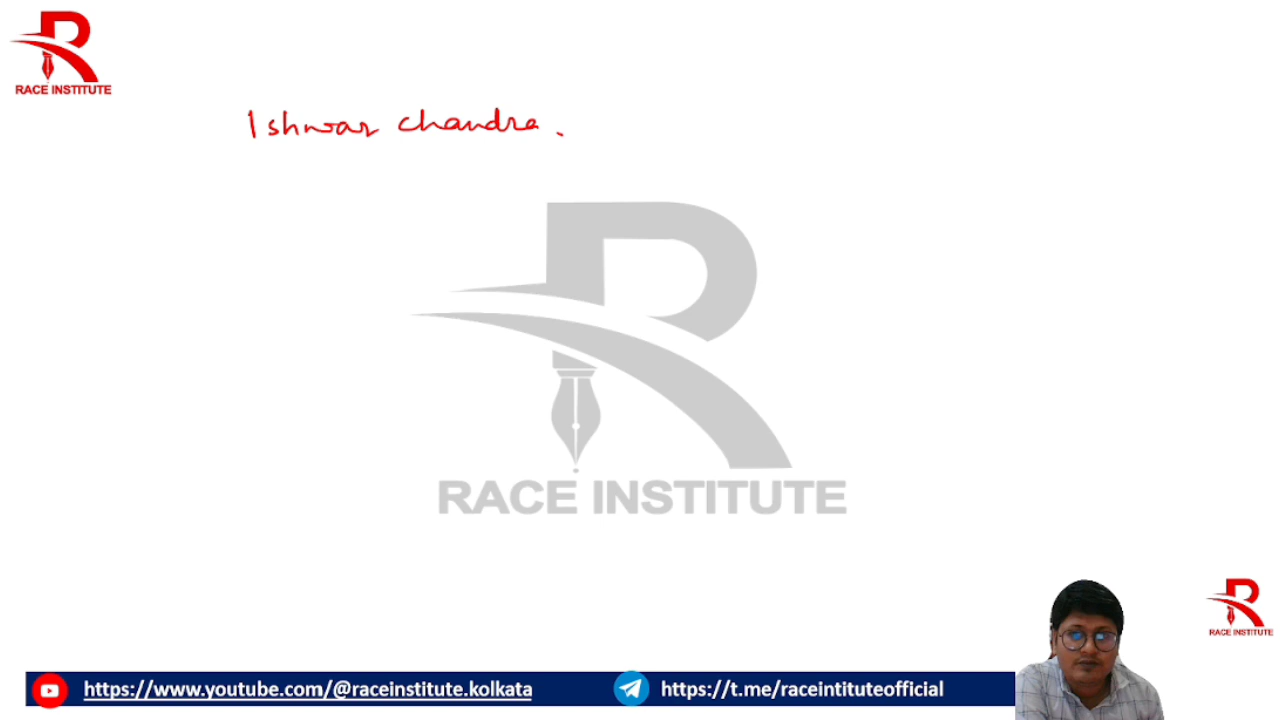 RACE INSTITUTE
Ishwar Chandra.
RACE INSTITUTE
RACE INSTITUTE
https://www.youtube.com/@raceinstitute.kolkata
https://t.me/raceintituteofficial